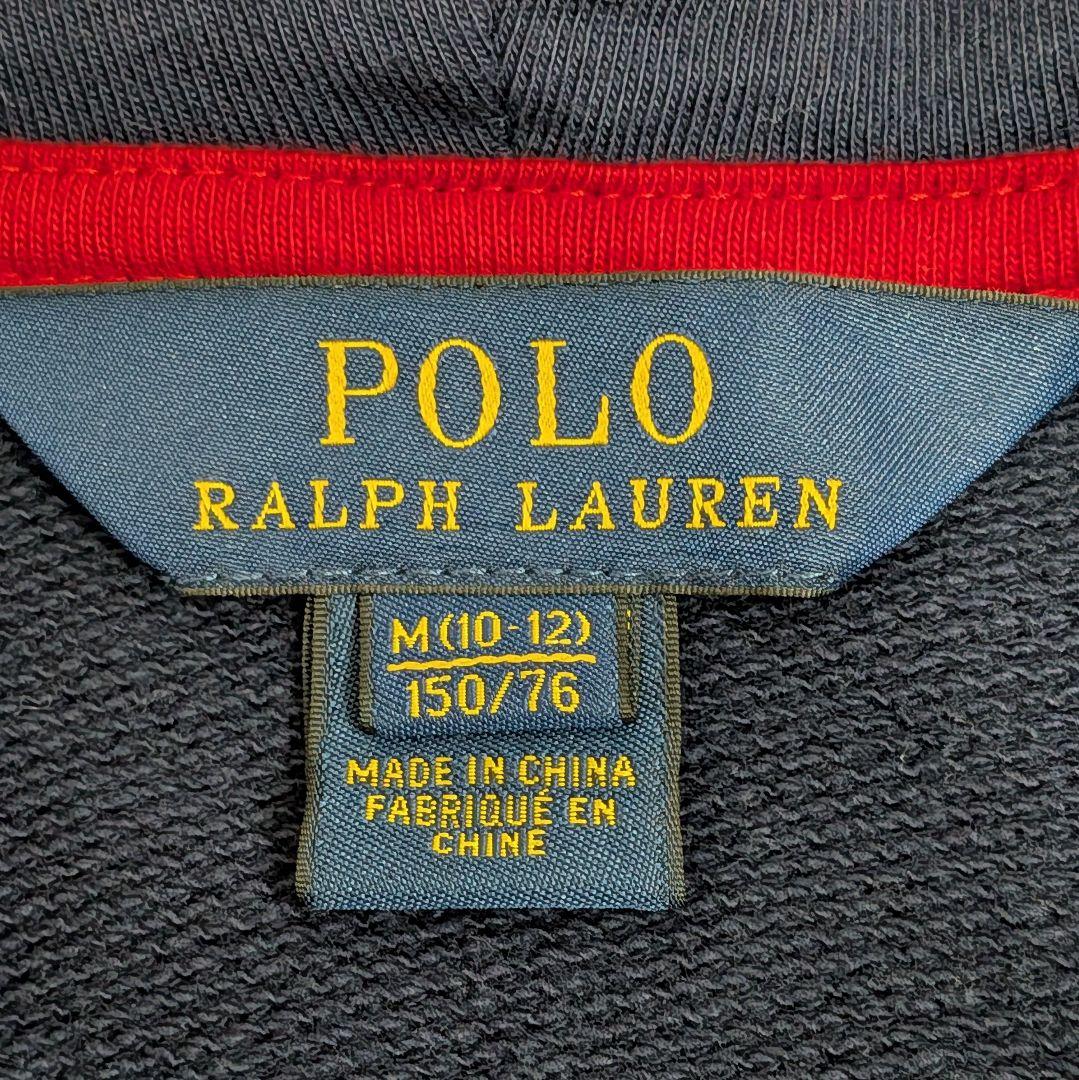 POLO
RALPH LAUREN
M(10-12)
150/76
MADE IN CHINA
FABRIQUÉ EN
CHINE